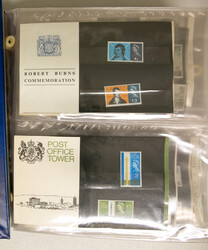 ROBERT BURNS
COMMEMORATION
POST
OFFICE
TOWER